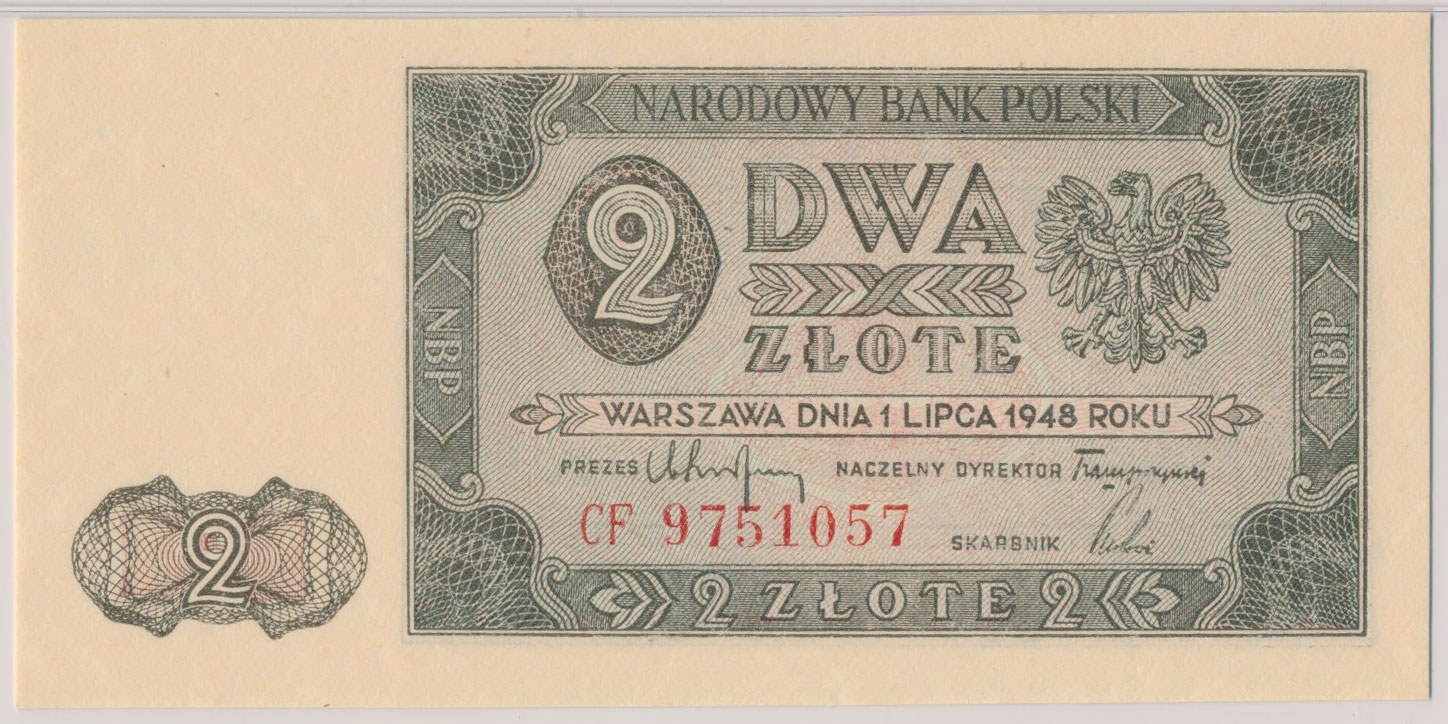 NARODOWY BANK POLSKI
2 DWA
ZŁOTE
NBP
NBP
WARSZAWA DNIA 1 LIPCA 1948 ROKU
PREZES NACZELNY DYREKTOR
CF 9751057
SKARBNIK
2
2 ZŁOTE 2